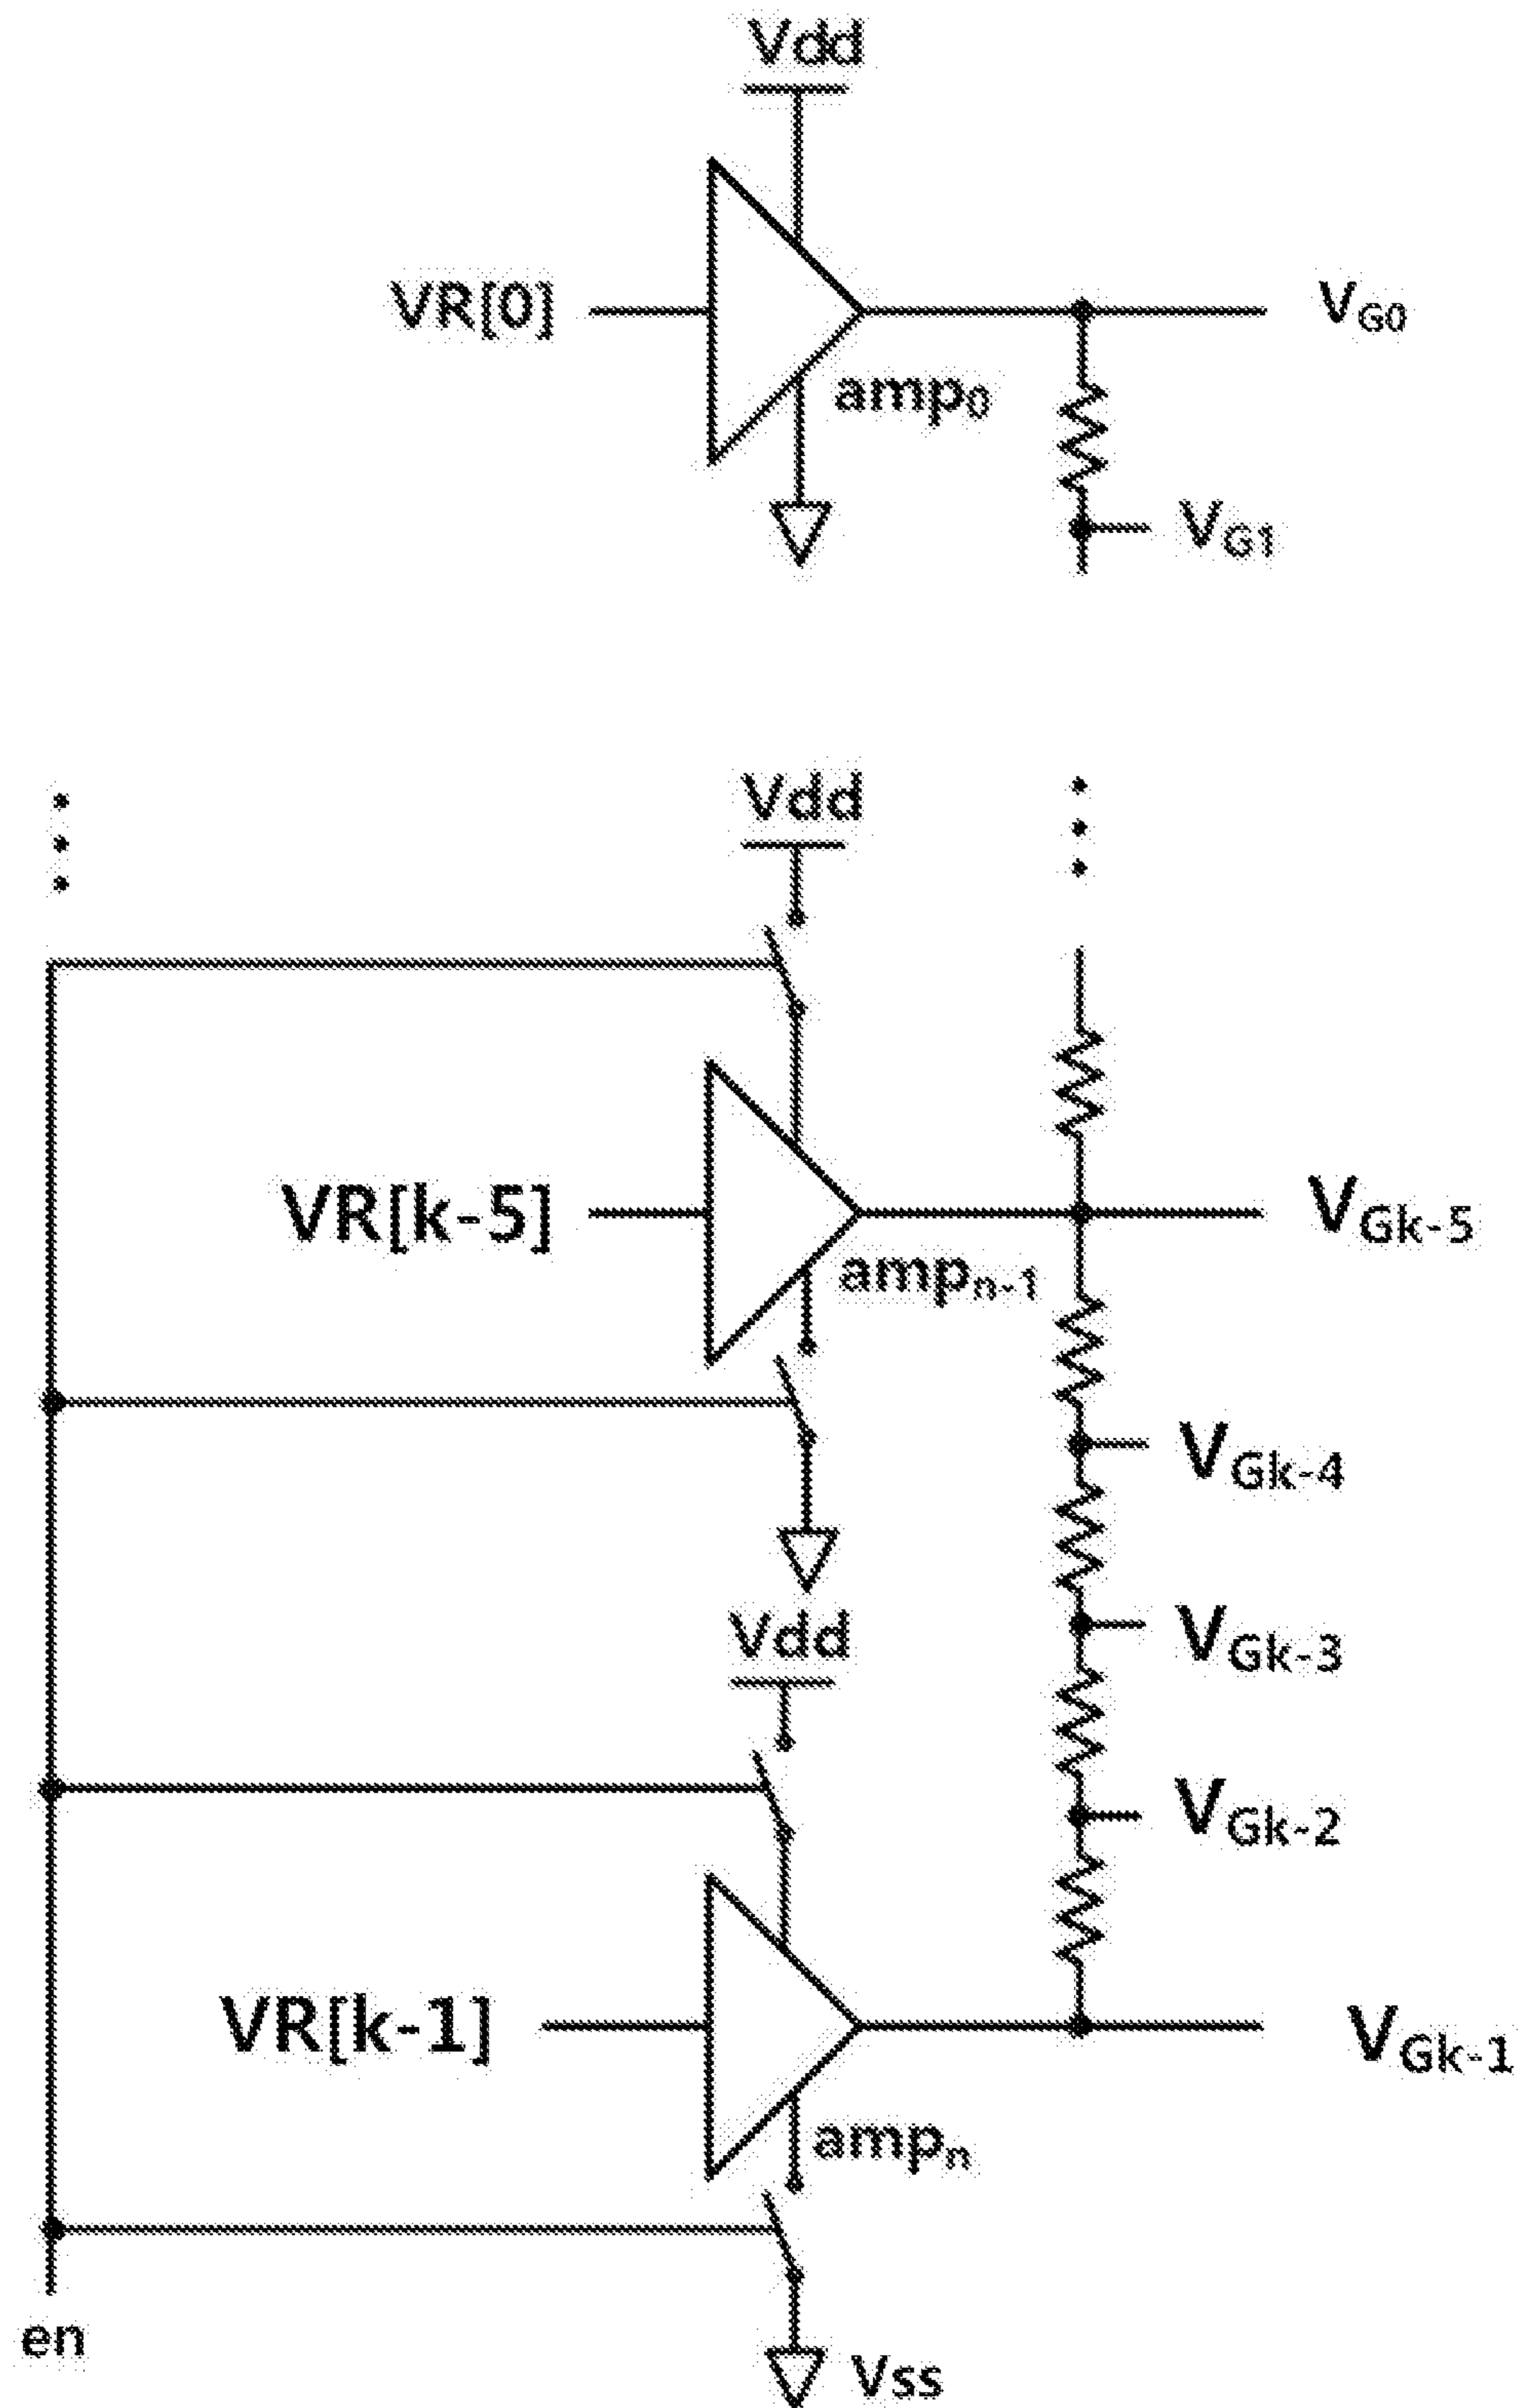 Vdd
VR[0]
VG0
amp0
VG1
Vdd
VR[k-5]
VGk-5
ampn-1
VGk-4
Vdd
VGk-3
VGk-2
VR[k-1]
VGk-1
ampn
en
Vss